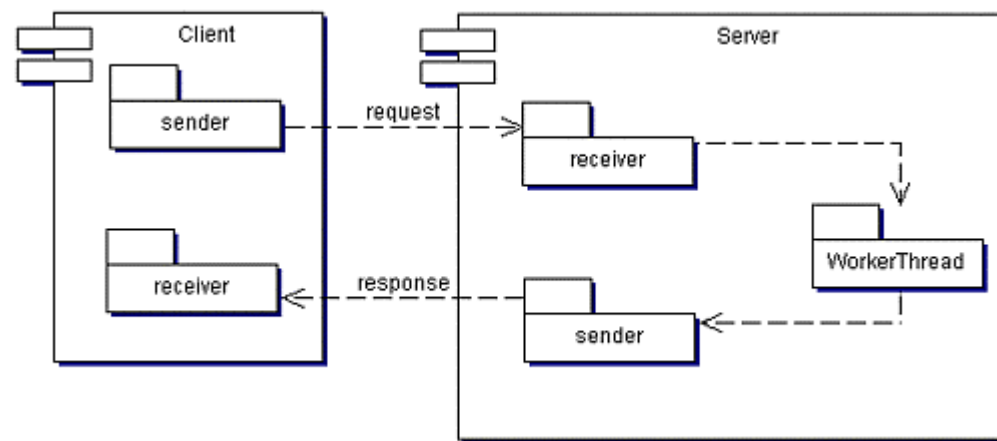 Client
Server
sender
request
receiver
WorkerThread
receiver
response
sender